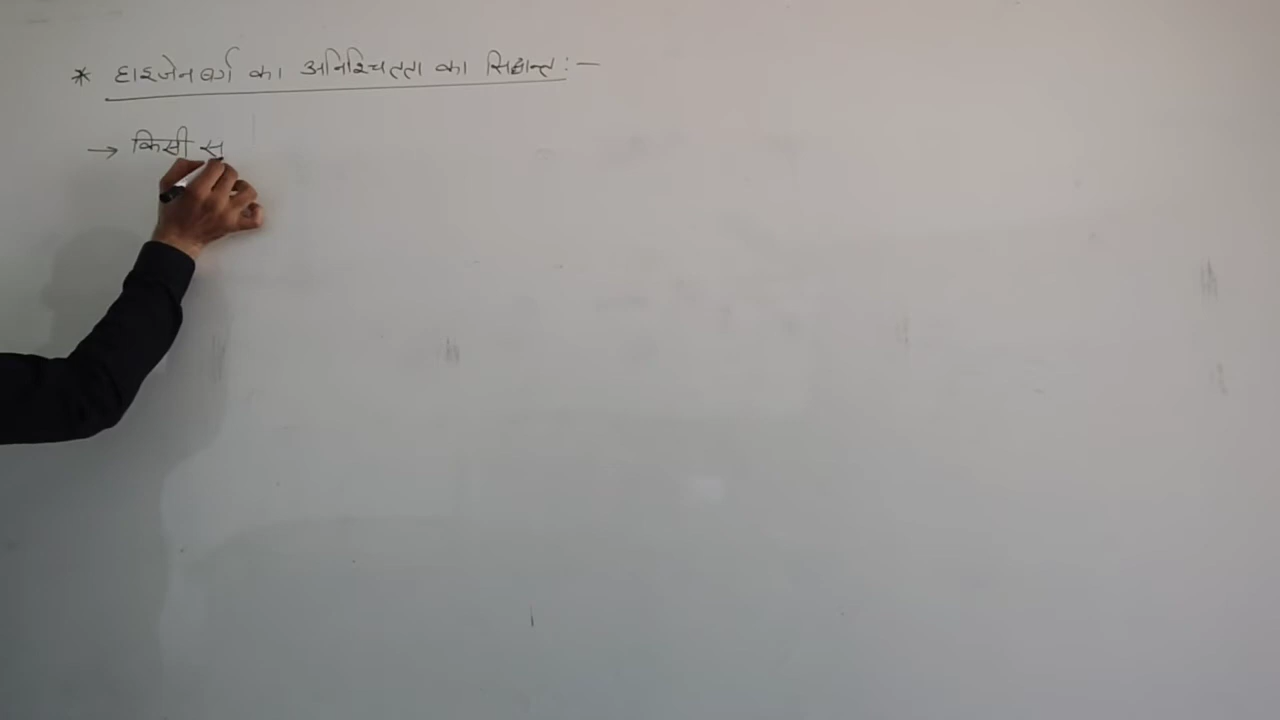 * हाइजेनबर्ग का अनिश्चितता का सिद्धान्त :-
→ किसी स